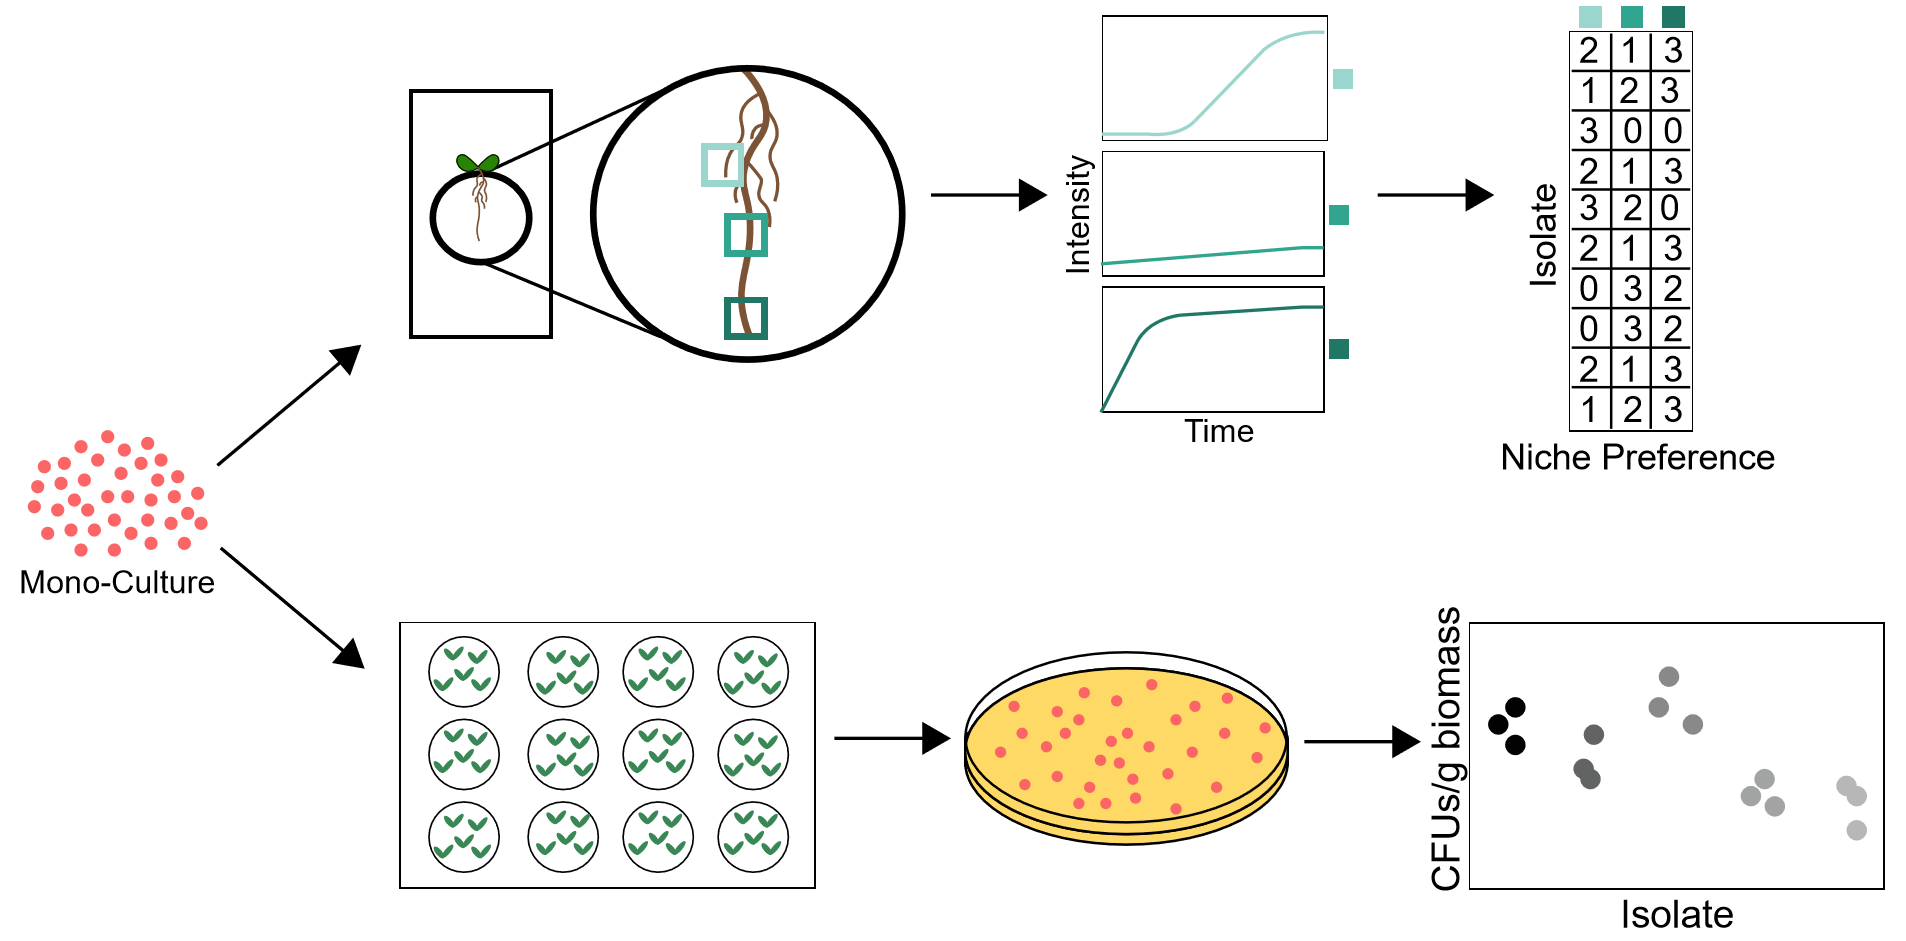 Mono-Culture
Intensity
Time
Isolate
2 1 3
1 2 3
3 0 0
2 1 3
3 2 0
2 1 3
0 3 2
0 3 2
2 1 3
1 2 3
Niche Preference
CFUs/g biomass
Isolate